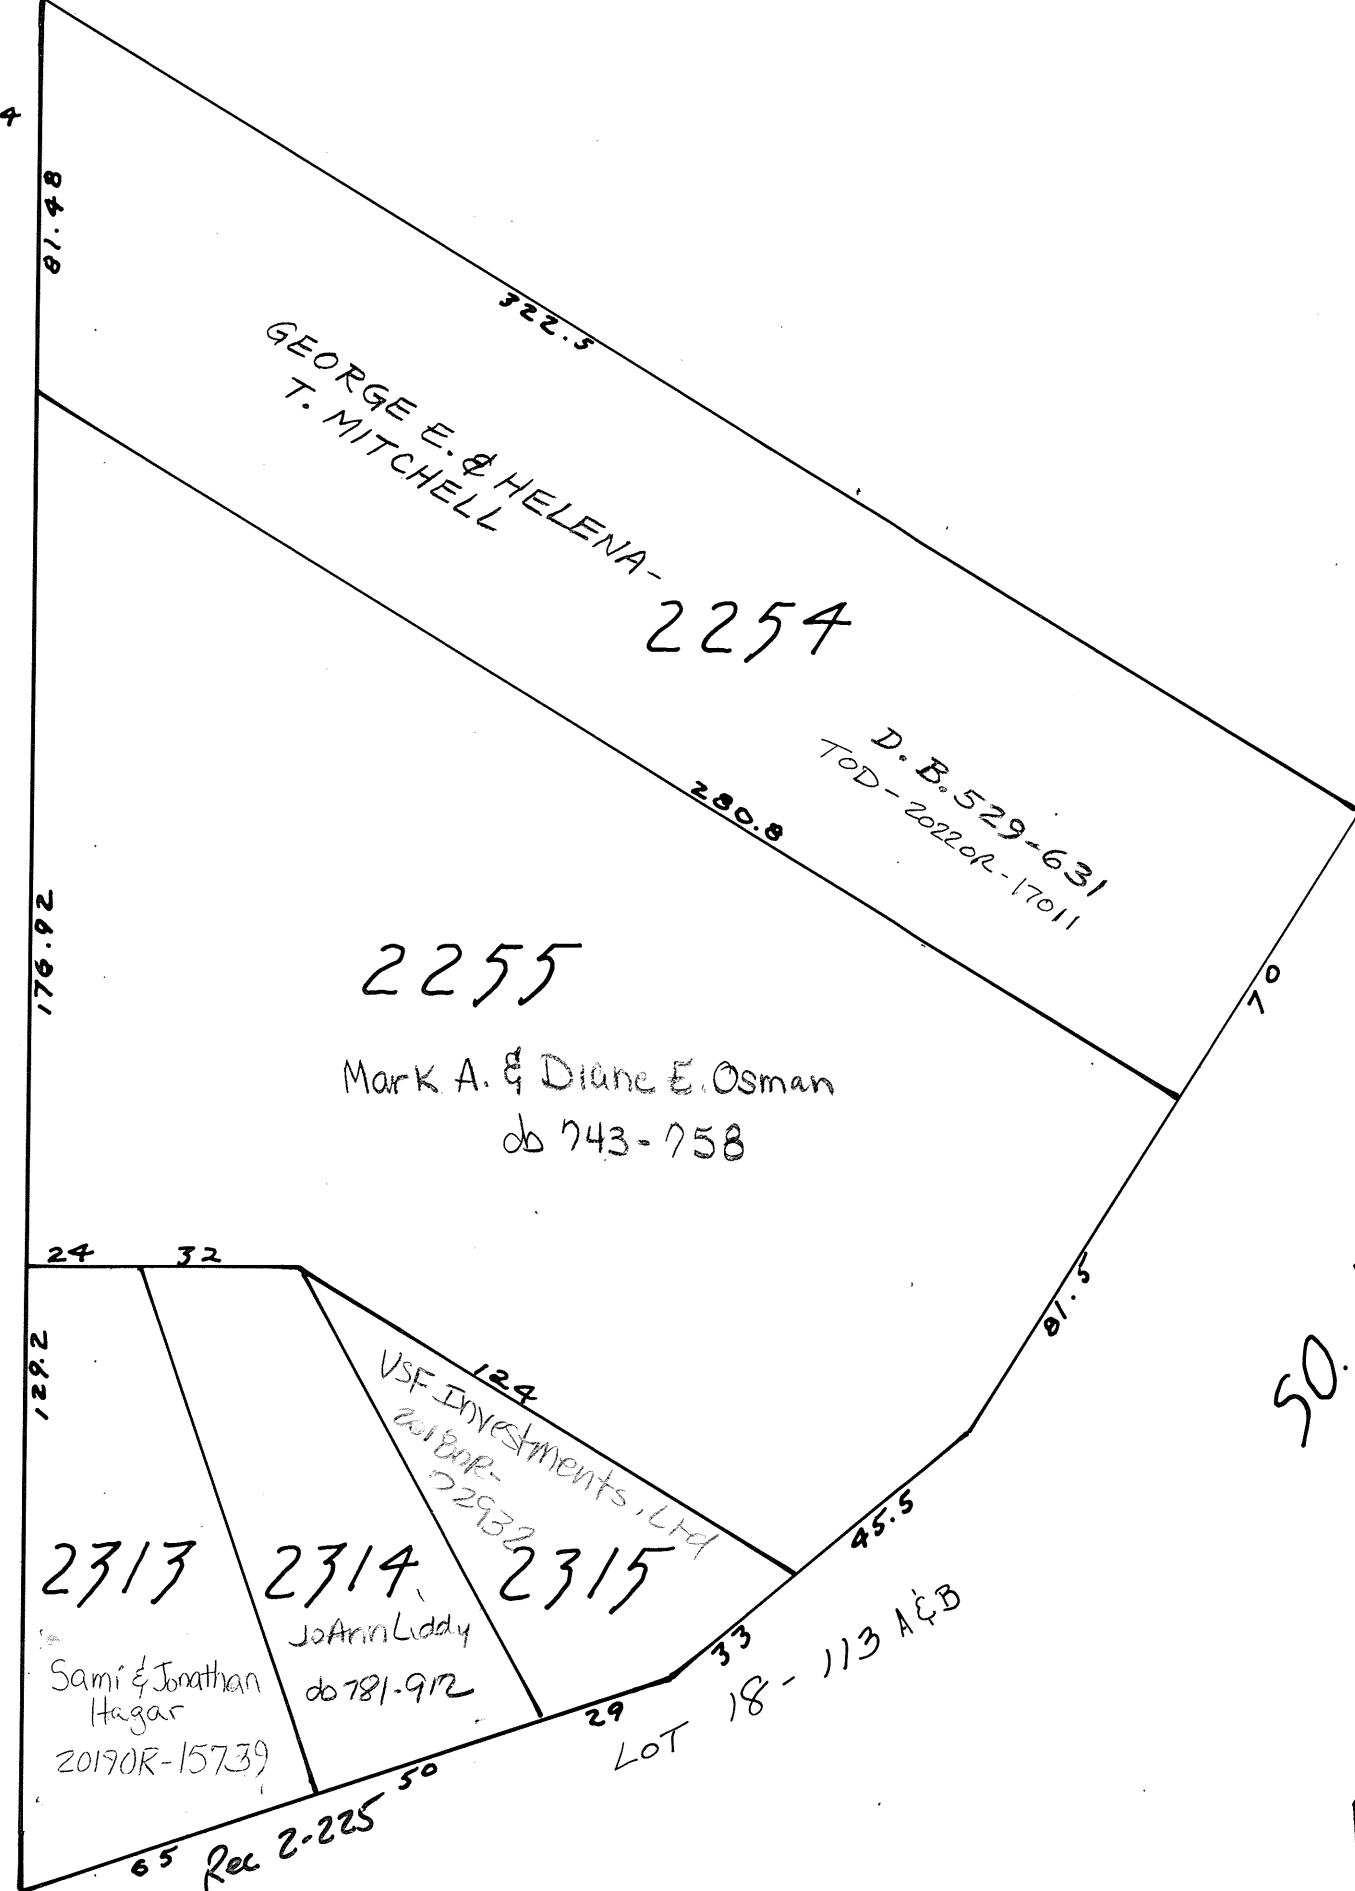 4
81.48
322.5
GEORGE E. & HELENA-
T. MITCHELL
2254
D. B. 529-631
TOD-2022OR-17011
280.8
70
176.92
2255
Mark A. & Diane E. Osman
db 743-758
24
32
81.5
50.
129.2
124
VSF Investments, Ltd
2018OR-
22932
45.5
2313
2314
2315
JoAnn Liddy
db 781-912
Sami & Jonathan
Hagar
2019OR-15739
33
29
LOT 18-113 A&B
50
65
Rec 2-225